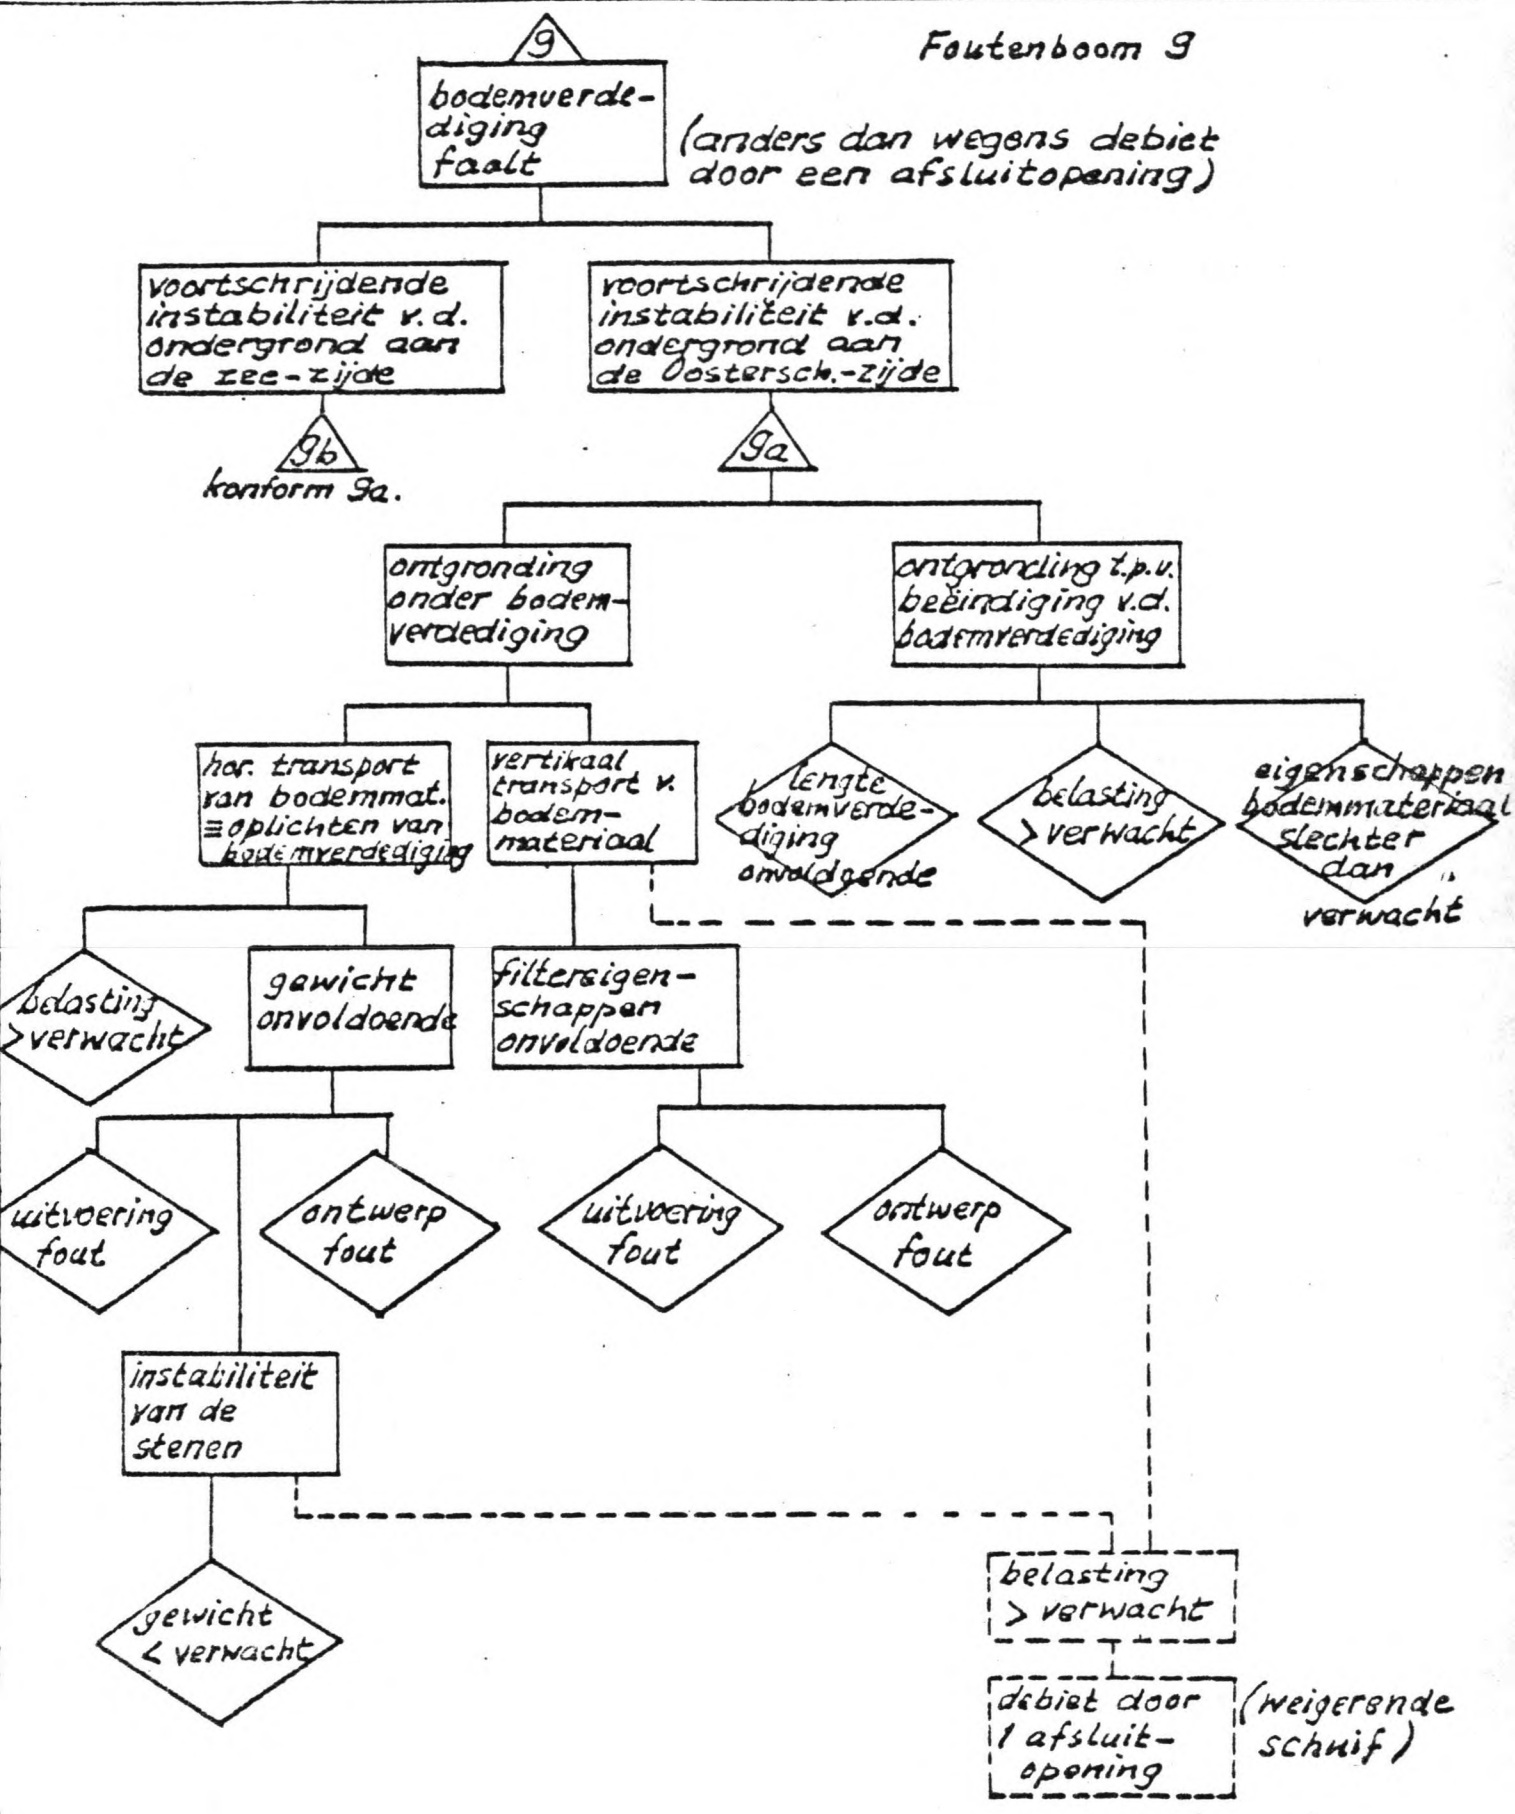 Foutenboom 9
9
bodemverde-
diging
faalt
(anders dan wegens debiet
door een afsluitopening)
voortschrijdende
instabiliteit v.d.
ondergrond aan
de zee-zijde
voortschrijdende
instabiliteit v.d.
ondergrond aan
de Oostersch.-zijde
9b
konform 9a.
9a
ontgronding
onder bodem-
verdediging
ontgronding t.p.v.
beëindiging v.d.
bodemverdediging
hor. transport
van bodemmat.
≡ oplichten van
bodemverdediging
vertikaal
transport v.
bodem-
materiaal
lengte
bodemverde-
diging
onvoldoende
belasting
> verwacht
eigenschappen
bodemmateriaal
slechter
dan
verwacht
belasting
> verwacht
gewicht
onvoldoende
filtereigen-
schappen
onvoldoende
uitvoering
fout
ontwerp
fout
uitvoering
fout
ontwerp
fout
instabiliteit
van de
stenen
gewicht
< verwacht
belasting
> verwacht
debiet door
1 afsluit-
opening
(weigerende
schuif)